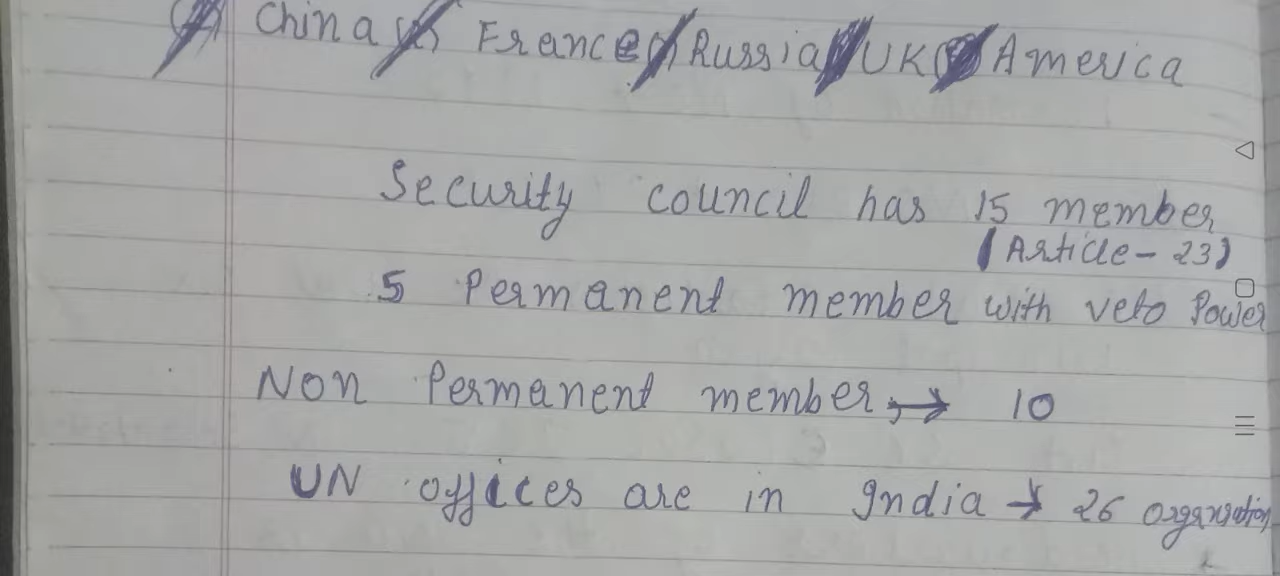 China France Russia UK America
Security council has 15 member
(Article - 23)
5 Permanent member with veto Power
Non Permanent member, → 10
UN offices are in India → 26 organisation